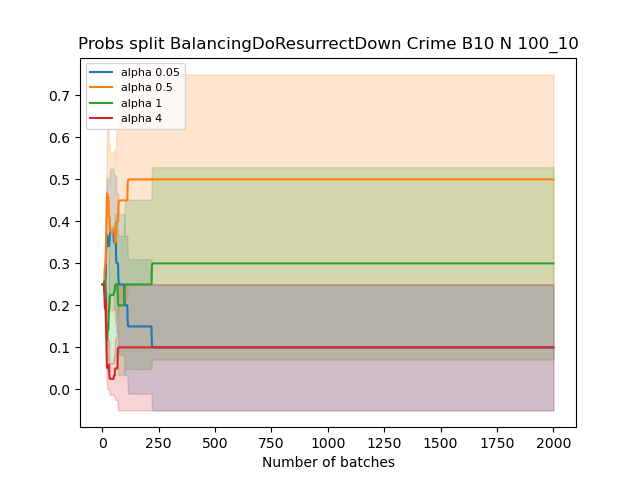 Probs split BalancingDoResurrectDown Crime B10 N 100_10
alpha 0.05
alpha 0.5
alpha 1
alpha 4
0.7
0.6
0.5
0.4
0.3
0.2
0.1
0.0
0 250 500 750 1000 1250 1500 1750 2000
Number of batches